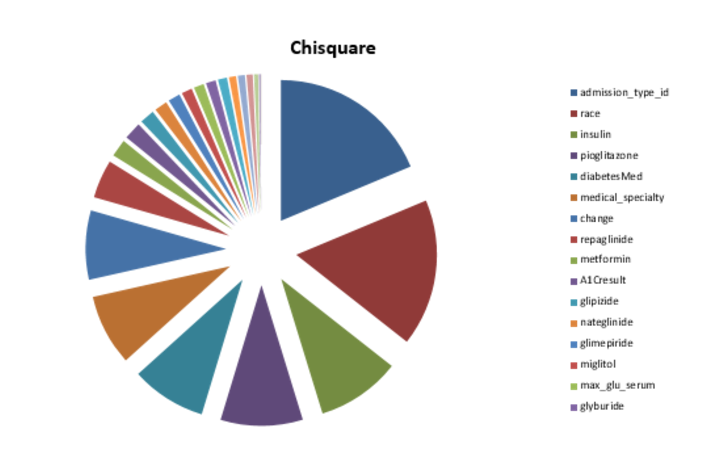 Chisquare
admission_type_id
race
insulin
pioglitazone
diabetesMed
medical_specialty
change
repaglinide
metformin
A1Cresult
glipizide
nateglinide
glimepiride
miglitol
max_glu_serum
glyburide